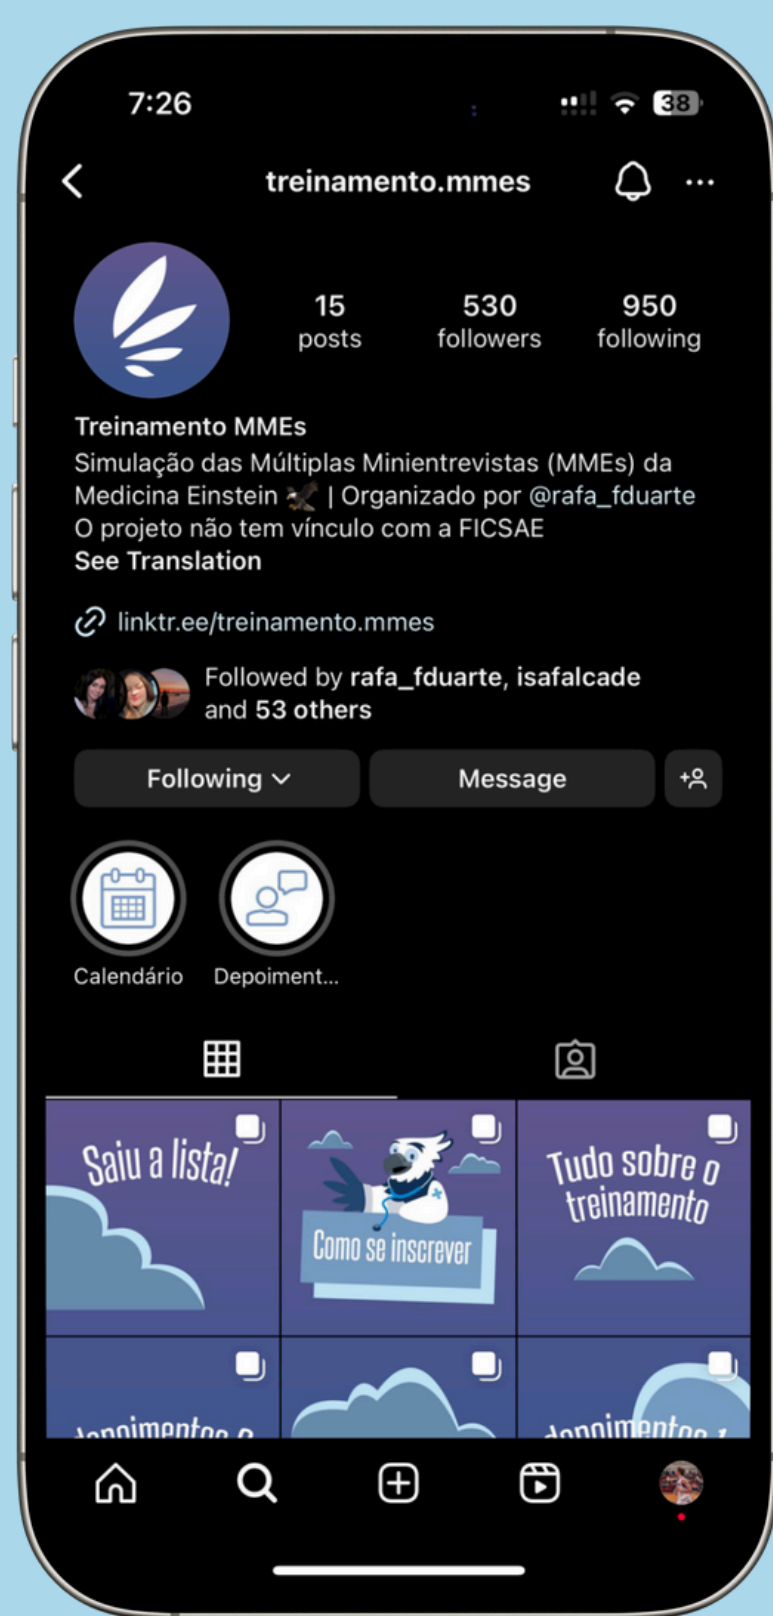 7:26
38
treinamento.mmes
15
posts
530
followers
950
following
Treinamento MMEs
Simulação das Múltiplas Minientrevistas (MMEs) da
Medicina Einstein 🦅 | Organizado por @rafa_fduarte
O projeto não tem vínculo com a FICSAE
See Translation
linktr.ee/treinamento.mmes
Followed by rafa_fduarte, isafalcade
and 53 others
Following
Message
Calendário
Depoiment...
Saiu a lista!
Como se inscrever
Tudo sobre o
treinamento